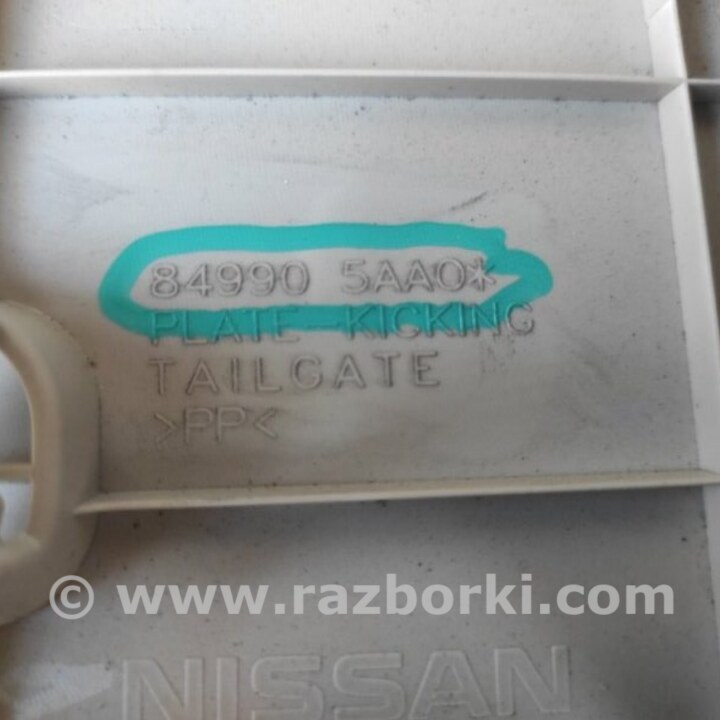 84990 5AA0*
PLATE-KICKING
TAILGATE
>PP<
© www.razborki.com
NISSAN